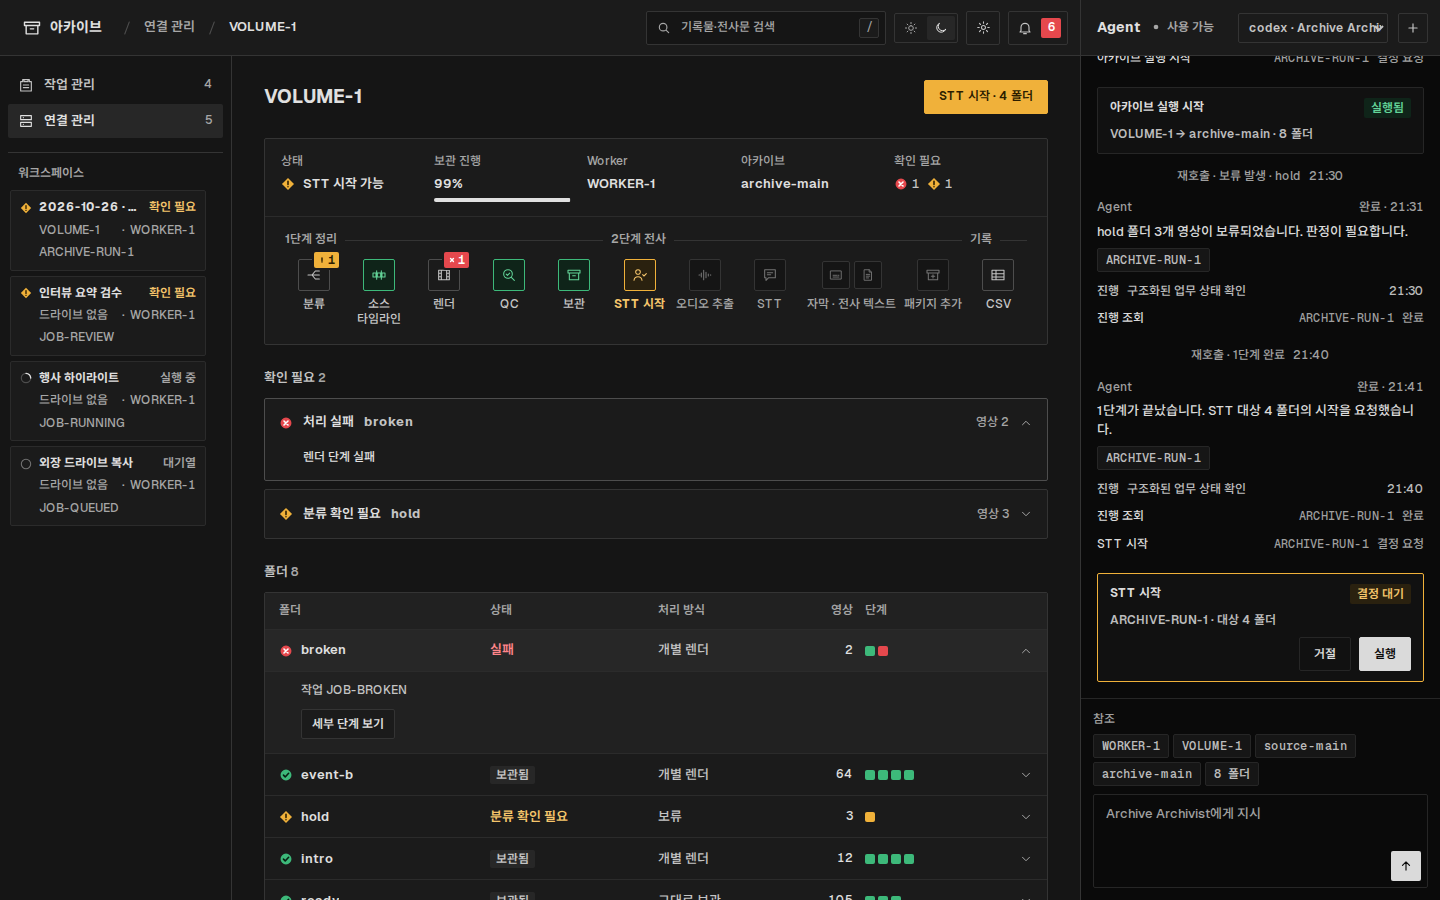 아카이브 / 연결 관리 / VOLUME-1
기록물·전사문 검색 /
6
Agent • 사용 가능
codex · Archive Archi
작업 관리 4
연결 관리 5
워크스페이스
2026-10-26 · ... 확인 필요
VOLUME-1 · WORKER-1
ARCHIVE-RUN-1
인터뷰 요약 검수 확인 필요
드라이브 없음 · WORKER-1
JOB-REVIEW
행사 하이라이트 실행 중
드라이브 없음 · WORKER-1
JOB-RUNNING
외장 드라이브 복사 대기열
드라이브 없음 · WORKER-1
JOB-QUEUED
VOLUME-1
STT 시작 · 4 폴더
상태 보관 진행 Worker 아카이브 확인 필요
STT 시작 가능 99% WORKER-1 archive-main 1 1
1단계 정리 2단계 전사 기록
1 1
분류 소스 타임라인 렌더 QC 보관 STT 시작 오디오 추출 STT 자막 · 전사 텍스트 패키지 추가 CSV
확인 필요 2
처리 실패 broken 영상 2
렌더 단계 실패
분류 확인 필요 hold 영상 3
폴더 8
폴더 상태 처리 방식 영상 단계
broken 실패 개별 렌더 2
작업 JOB-BROKEN
세부 단계 보기
event-b 보관됨 개별 렌더 64
hold 분류 확인 필요 보류 3
intro 보관됨 개별 렌더 12
ready 보관됨 그대로 보관 105
아카이브 실행 시작 ARCHIVE-RUN-1 결정 요청
아카이브 실행 시작 실행됨
VOLUME-1 → archive-main · 8 폴더
재호출 · 보류 발생 · hold 21:30
Agent 완료 · 21:31
hold 폴더 3개 영상이 보류되었습니다. 판정이 필요합니다.
ARCHIVE-RUN-1
진행 구조화된 업무 상태 확인 21:30
진행 조회 ARCHIVE-RUN-1 완료
재호출 · 1단계 완료 21:40
Agent 완료 · 21:41
1단계가 끝났습니다. STT 대상 4 폴더의 시작을 요청했습니
다.
ARCHIVE-RUN-1
진행 구조화된 업무 상태 확인 21:40
진행 조회 ARCHIVE-RUN-1 완료
STT 시작 ARCHIVE-RUN-1 결정 요청
STT 시작 결정 대기
ARCHIVE-RUN-1 · 대상 4 폴더
거절 실행
참조
WORKER-1 VOLUME-1 source-main
archive-main 8 폴더
Archive Archivist에게 지시